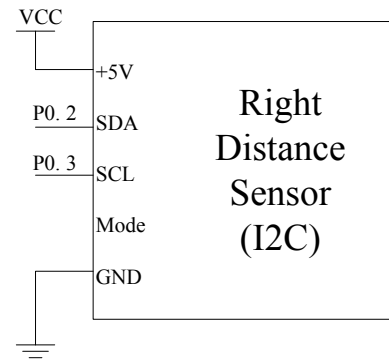 VCC
+5V
P0. 2
SDA
P0. 3
SCL
Mode
GND
Right
Distance
Sensor
(I2C)